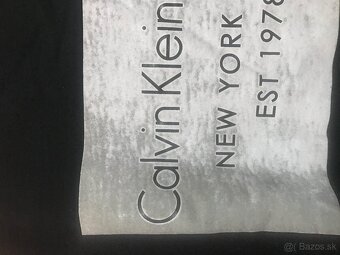 Calvin Klein
NEW YORK
EST 1978
@ Bazos.sk